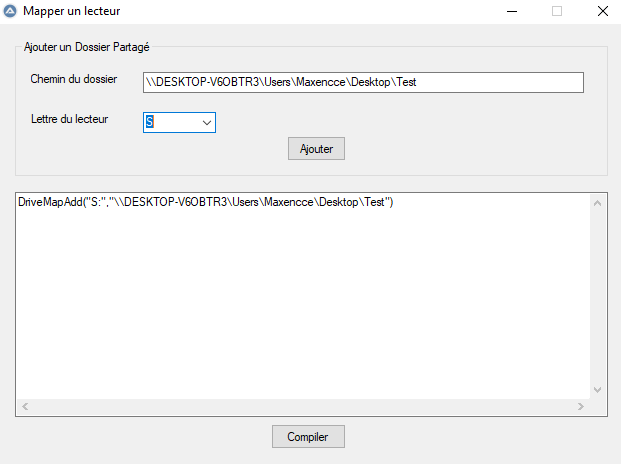 Mapper un lecteur
Ajouter un Dossier Partagé
Chemin du dossier
\\DESKTOP-V6OBTR3\Users\Maxencce\Desktop\Test
Lettre du lecteur
S
Ajouter
DriveMapAdd("S:","\\DESKTOP-V6OBTR3\Users\Maxencce\Desktop\Test")
Compiler